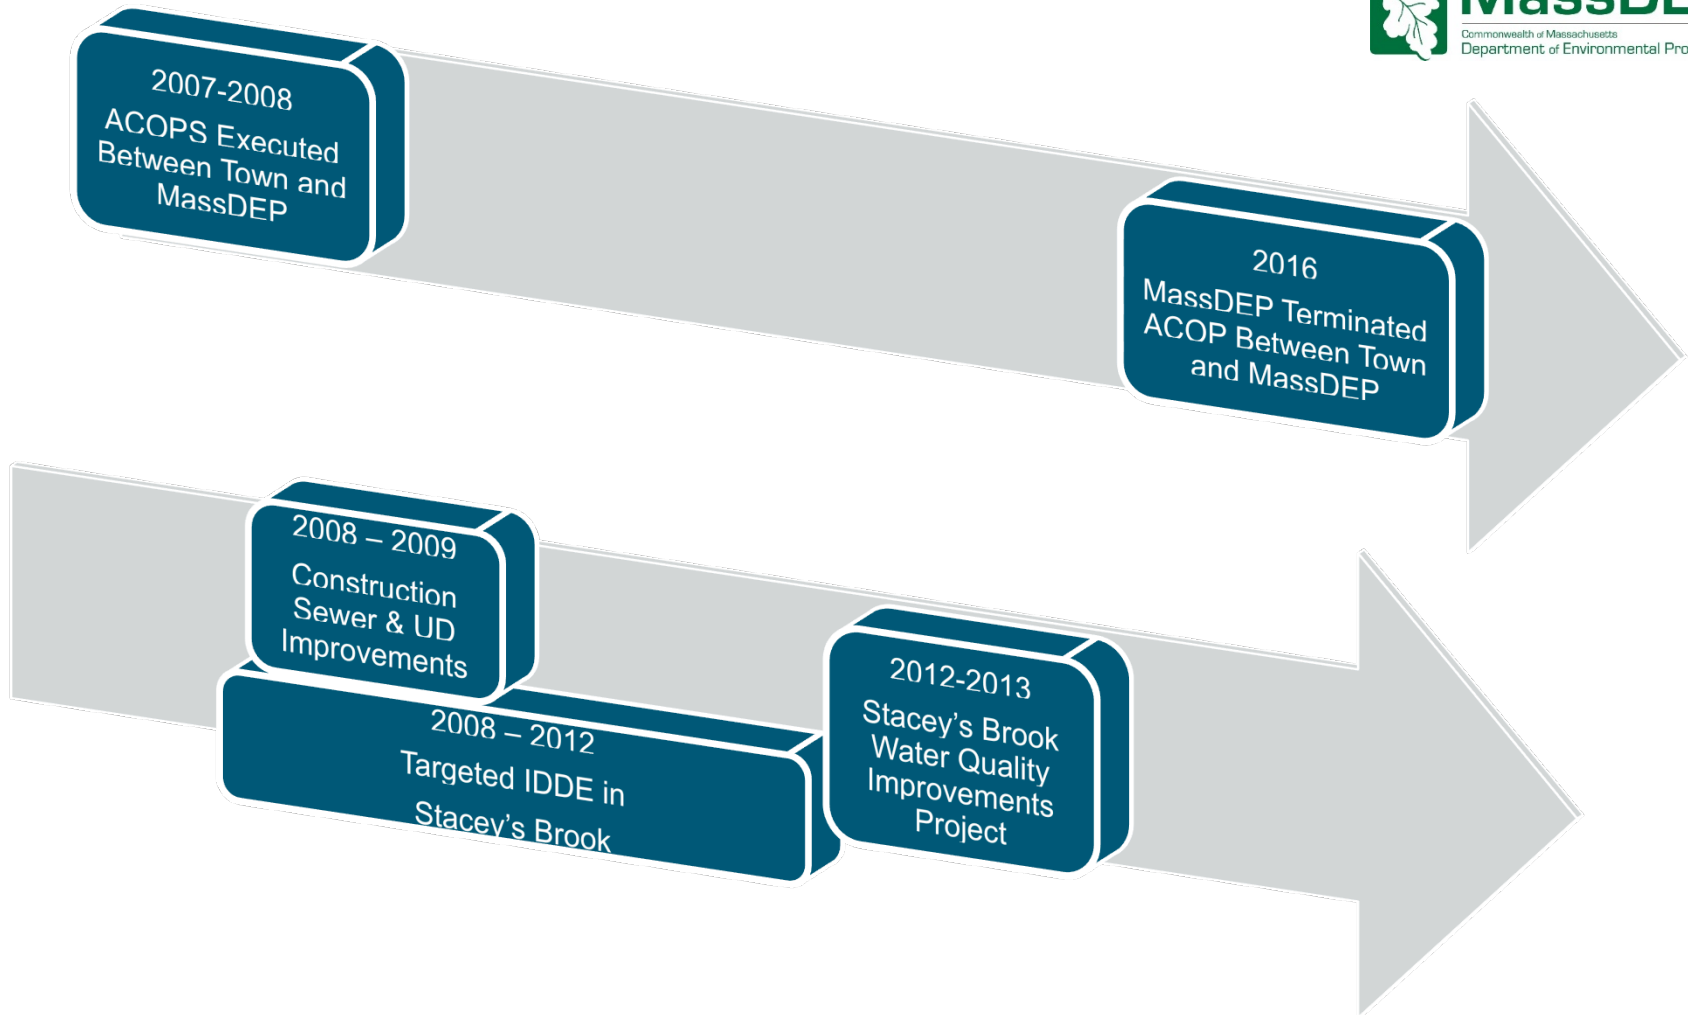 Commonwealth of Massachusetts
Department of Environmental
2007-2008
ACOPS Executed
Between Town and
MassDEP
2016
MassDEP Terminated
ACOP Between Town
and MassDEP
2008 – 2009
Construction
Sewer & UD
Improvements
2008 – 2012
Targeted IDDE in
Stacey’s Brook
2012-2013
Stacey’s Brook
Water Quality
Improvements
Project